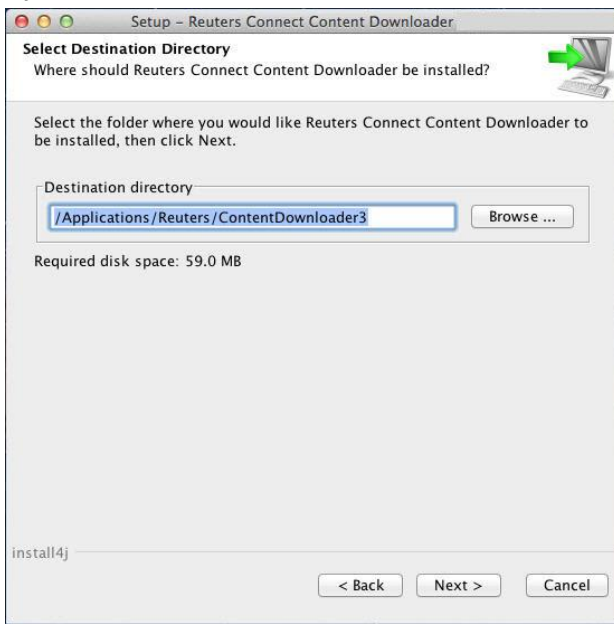 Setup – Reuters Connect Content Downloader
Select Destination Directory
Where should Reuters Connect Content Downloader be installed?
Select the folder where you would like Reuters Connect Content Downloader to
be installed, then click Next.
Destination directory
/Applications/Reuters/ContentDownloader3
Browse ...
Required disk space: 59.0 MB
install4j
< Back
Next >
Cancel